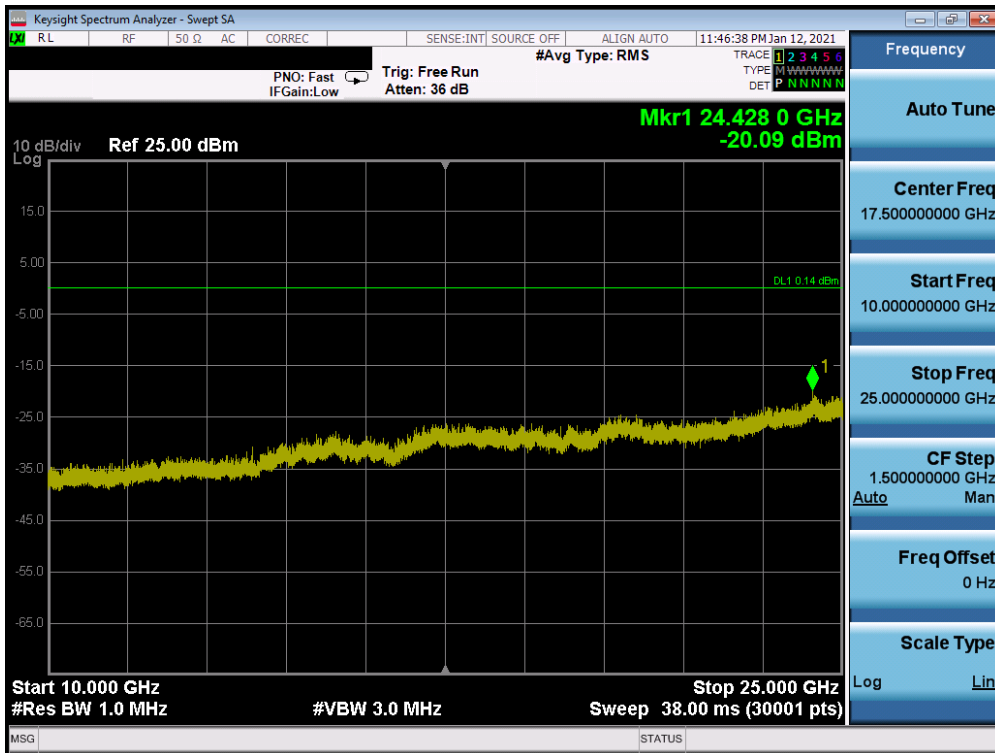 Keysight Spectrum Analyzer - Swept SA
LXI RL RF 50 Ω AC CORREC SENSE:INT SOURCE OFF ALIGN AUTO 11:46:38 PM Jan 12, 2021
#Avg Type: RMS
TRACE 1 2 3 4 5 6
PNO: Fast Trig: Free Run TYPE M WWWWW
IFGain:Low Atten: 36 dB DET P N N N N N
Mkr1 24.428 0 GHz
10 dB/div Ref 25.00 dBm -20.09 dBm
Log
15.0
5.00
DL1 0.14 dBm
-5.00
-15.0
1
-25.0
-35.0
-45.0
-55.0
-65.0
Start 10.000 GHz Stop 25.000 GHz
#Res BW 1.0 MHz #VBW 3.0 MHz Sweep 38.00 ms (30001 pts)
MSG STATUS
Frequency
Auto Tune
Center Freq
17.500000000 GHz
Start Freq
10.000000000 GHz
Stop Freq
25.000000000 GHz
CF Step
1.500000000 GHz
Auto Man
Freq Offset
0 Hz
Scale Type
Log Lin